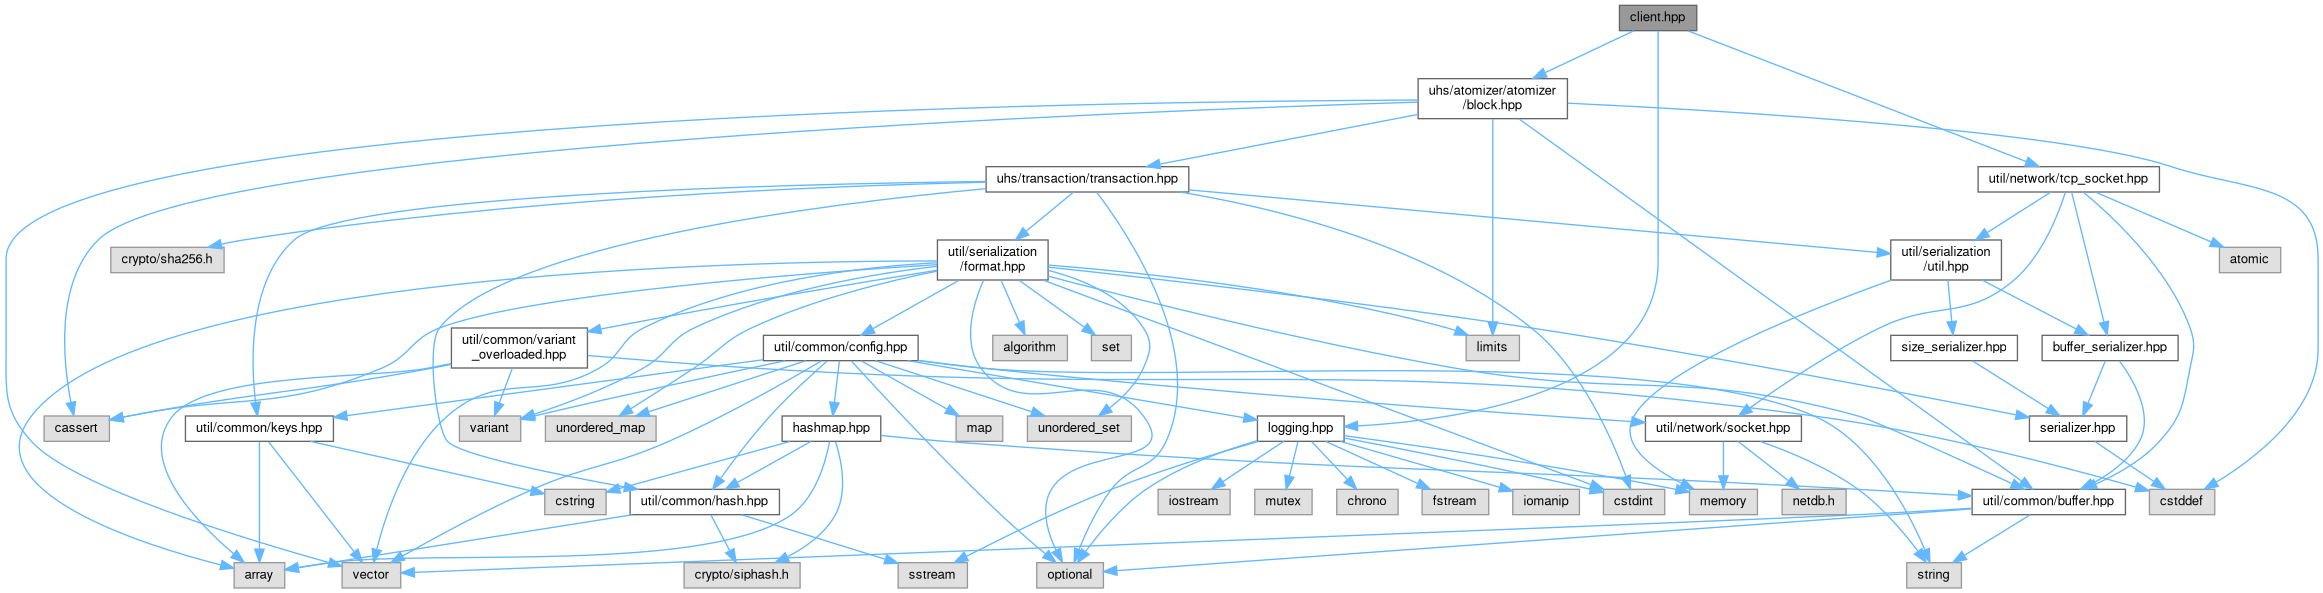 client.hpp
uhs/atomizer/atomizer
/block.hpp
uhs/transaction/transaction.hpp
util/network/tcp_socket.hpp
crypto/sha256.h
util/serialization
/format.hpp
util/serialization
/util.hpp
atomic
util/common/variant
_overloaded.hpp
util/common/config.hpp
algorithm
set
limits
size_serializer.hpp
buffer_serializer.hpp
cassert
util/common/keys.hpp
variant
unordered_map
hashmap.hpp
map
unordered_set
logging.hpp
util/network/socket.hpp
serializer.hpp
cstring
util/common/hash.hpp
iostream
mutex
chrono
fstream
iomanip
cstdint
memory
netdb.h
util/common/buffer.hpp
cstddef
array
vector
crypto/siphash.h
sstream
optional
string